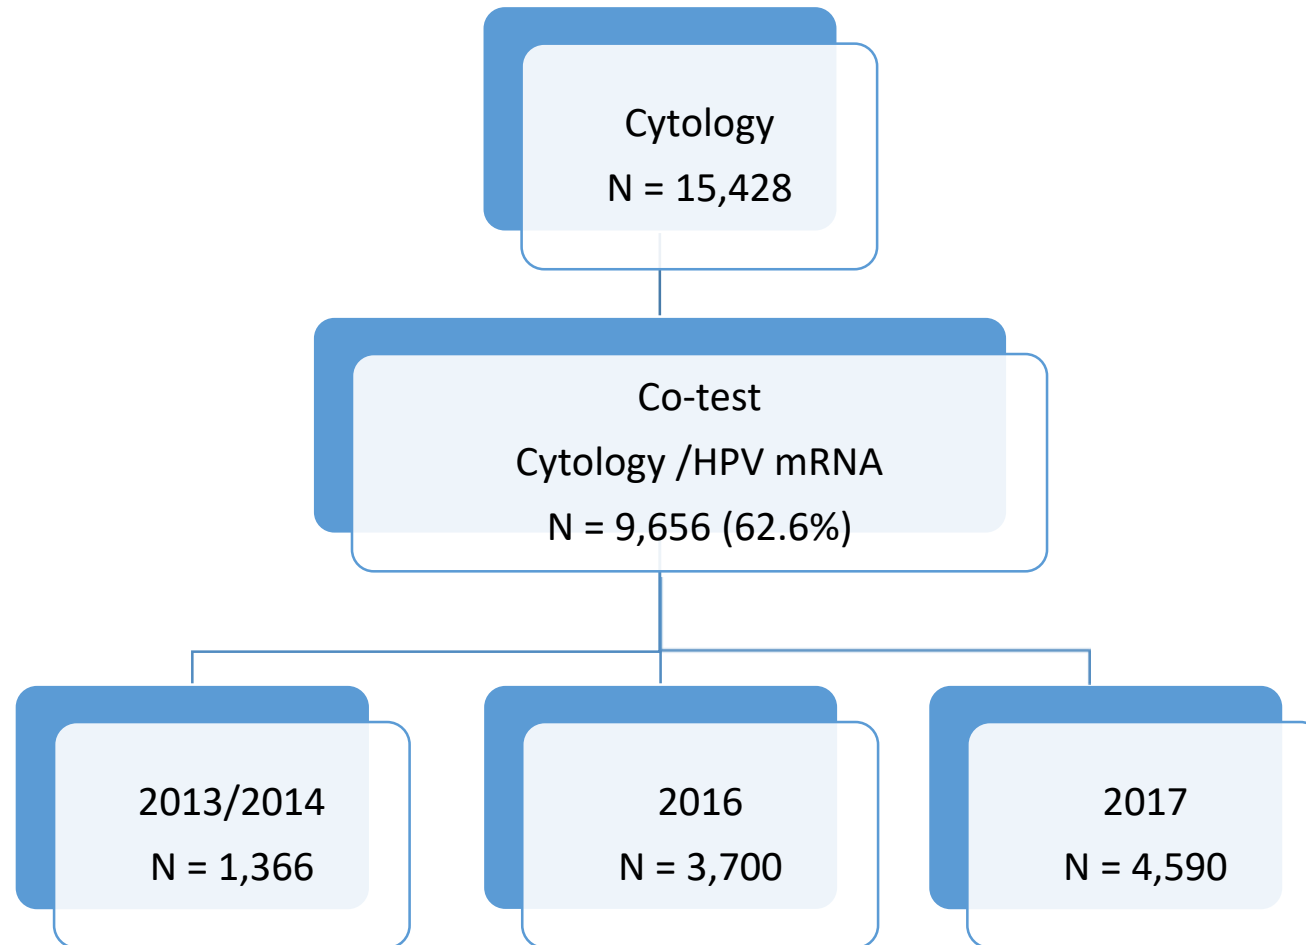 Cytology
N = 15,428
Co-test
Cytology /HPV mRNA
N = 9,656 (62.6%)
2013/2014
N = 1,366
2016
N = 3,700
2017
N = 4,590